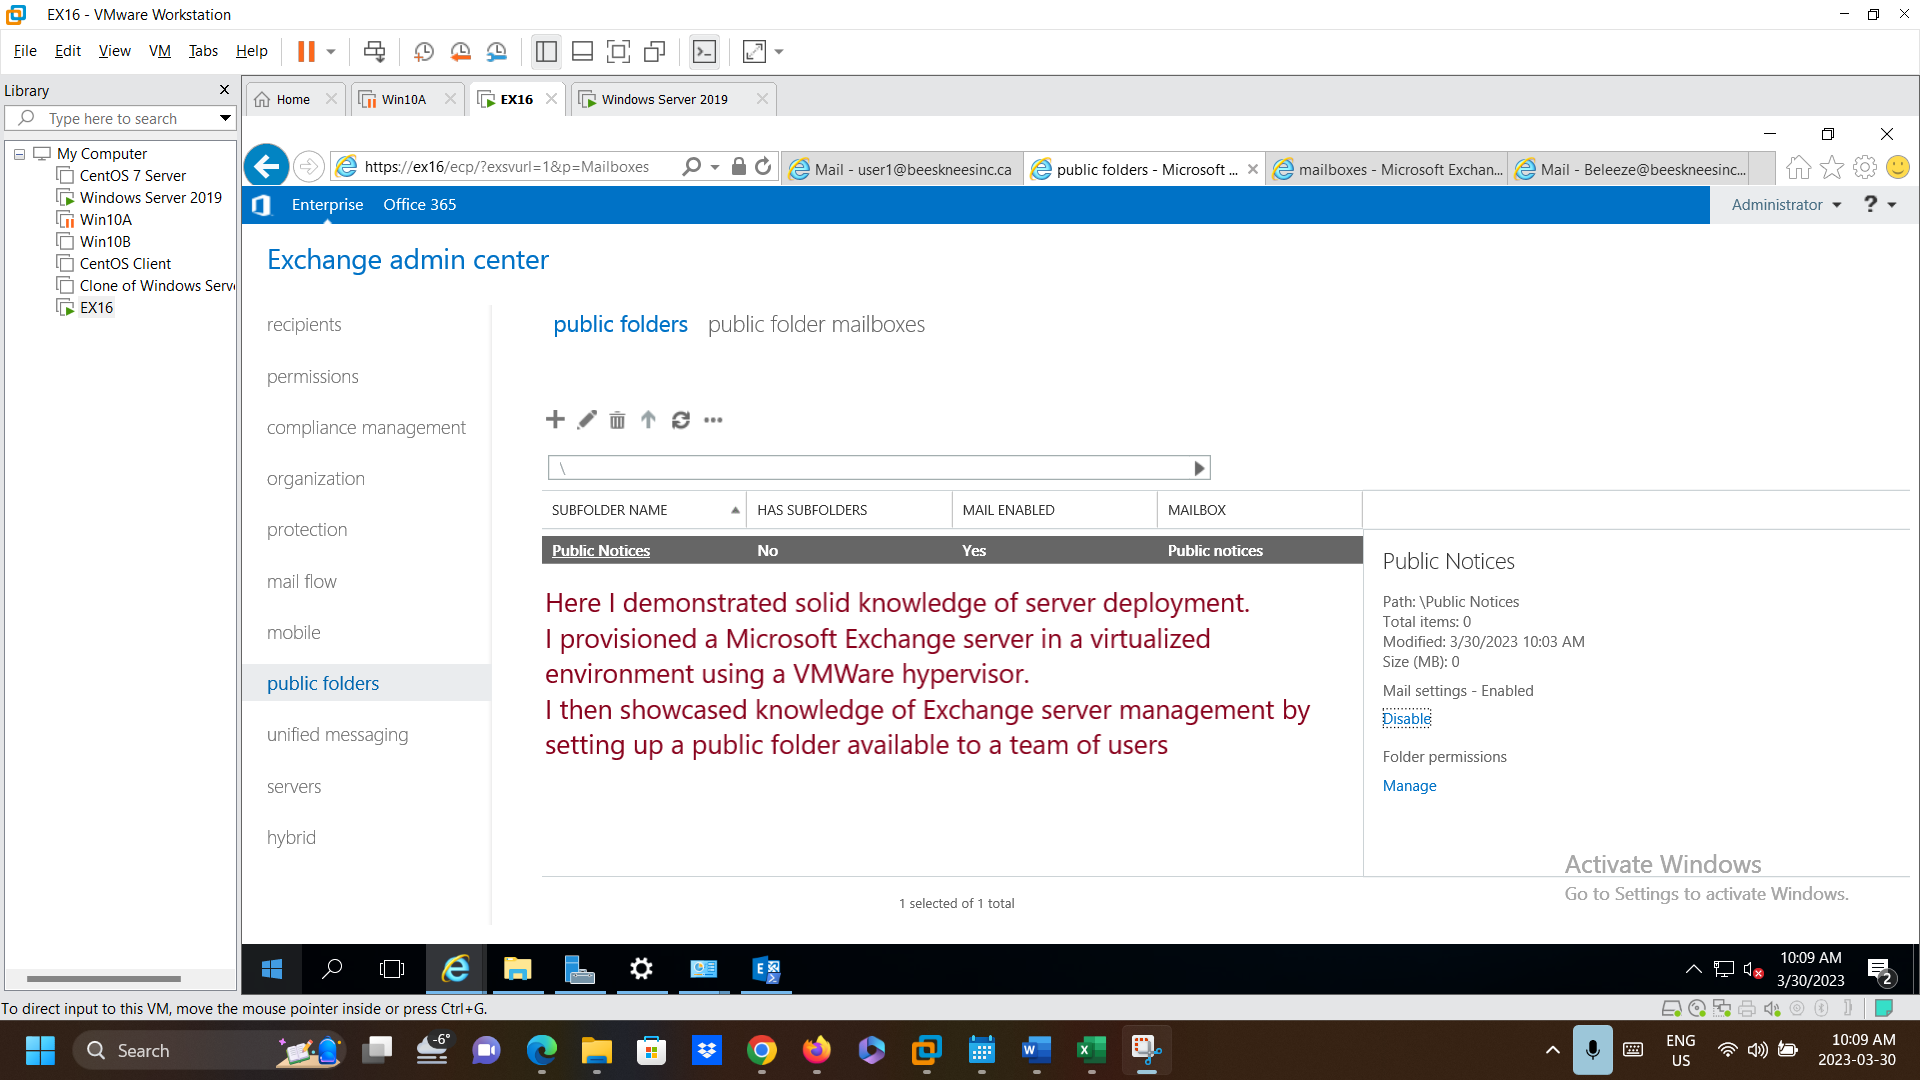 EX16 - VMware Workstation
File Edit View VM Tabs Help
Library
Type here to search
My Computer
CentOS 7 Server
Windows Server 2019
Win10A
Win10B
CentOS Client
Clone of Windows Serv
EX16
Home
Win10A
EX16
Windows Server 2019
https://ex16/ecp/?exsvurl=1&p=Mailboxes
Mail - user1@beeskneesinc.ca
public folders - Microsoft ...
mailboxes - Microsoft Exchan...
Mail - Beleeze@beeskneesinc....
Enterprise Office 365
Administrator ?
Exchange admin center
recipients
permissions
compliance management
organization
protection
mail flow
mobile
public folders
unified messaging
servers
hybrid
public folders public folder mailboxes
\
SUBFOLDER NAME HAS SUBFOLDERS MAIL ENABLED MAILBOX
Public Notices No Yes Public notices
Here I demonstrated solid knowledge of server deployment.
I provisioned a Microsoft Exchange server in a virtualized
environment using a VMWare hypervisor.
I then showcased knowledge of Exchange server management by
setting up a public folder available to a team of users
Public Notices
Path: \Public Notices
Total items: 0
Modified: 3/30/2023 10:03 AM
Size (MB): 0
Mail settings - Enabled
Disable
Folder permissions
Manage
1 selected of 1 total
Activate Windows
Go to Settings to activate Windows.
10:09 AM
3/30/2023
2
To direct input to this VM, move the mouse pointer inside or press Ctrl+G.
Search
-6°
ENG
US
10:09 AM
2023-03-30